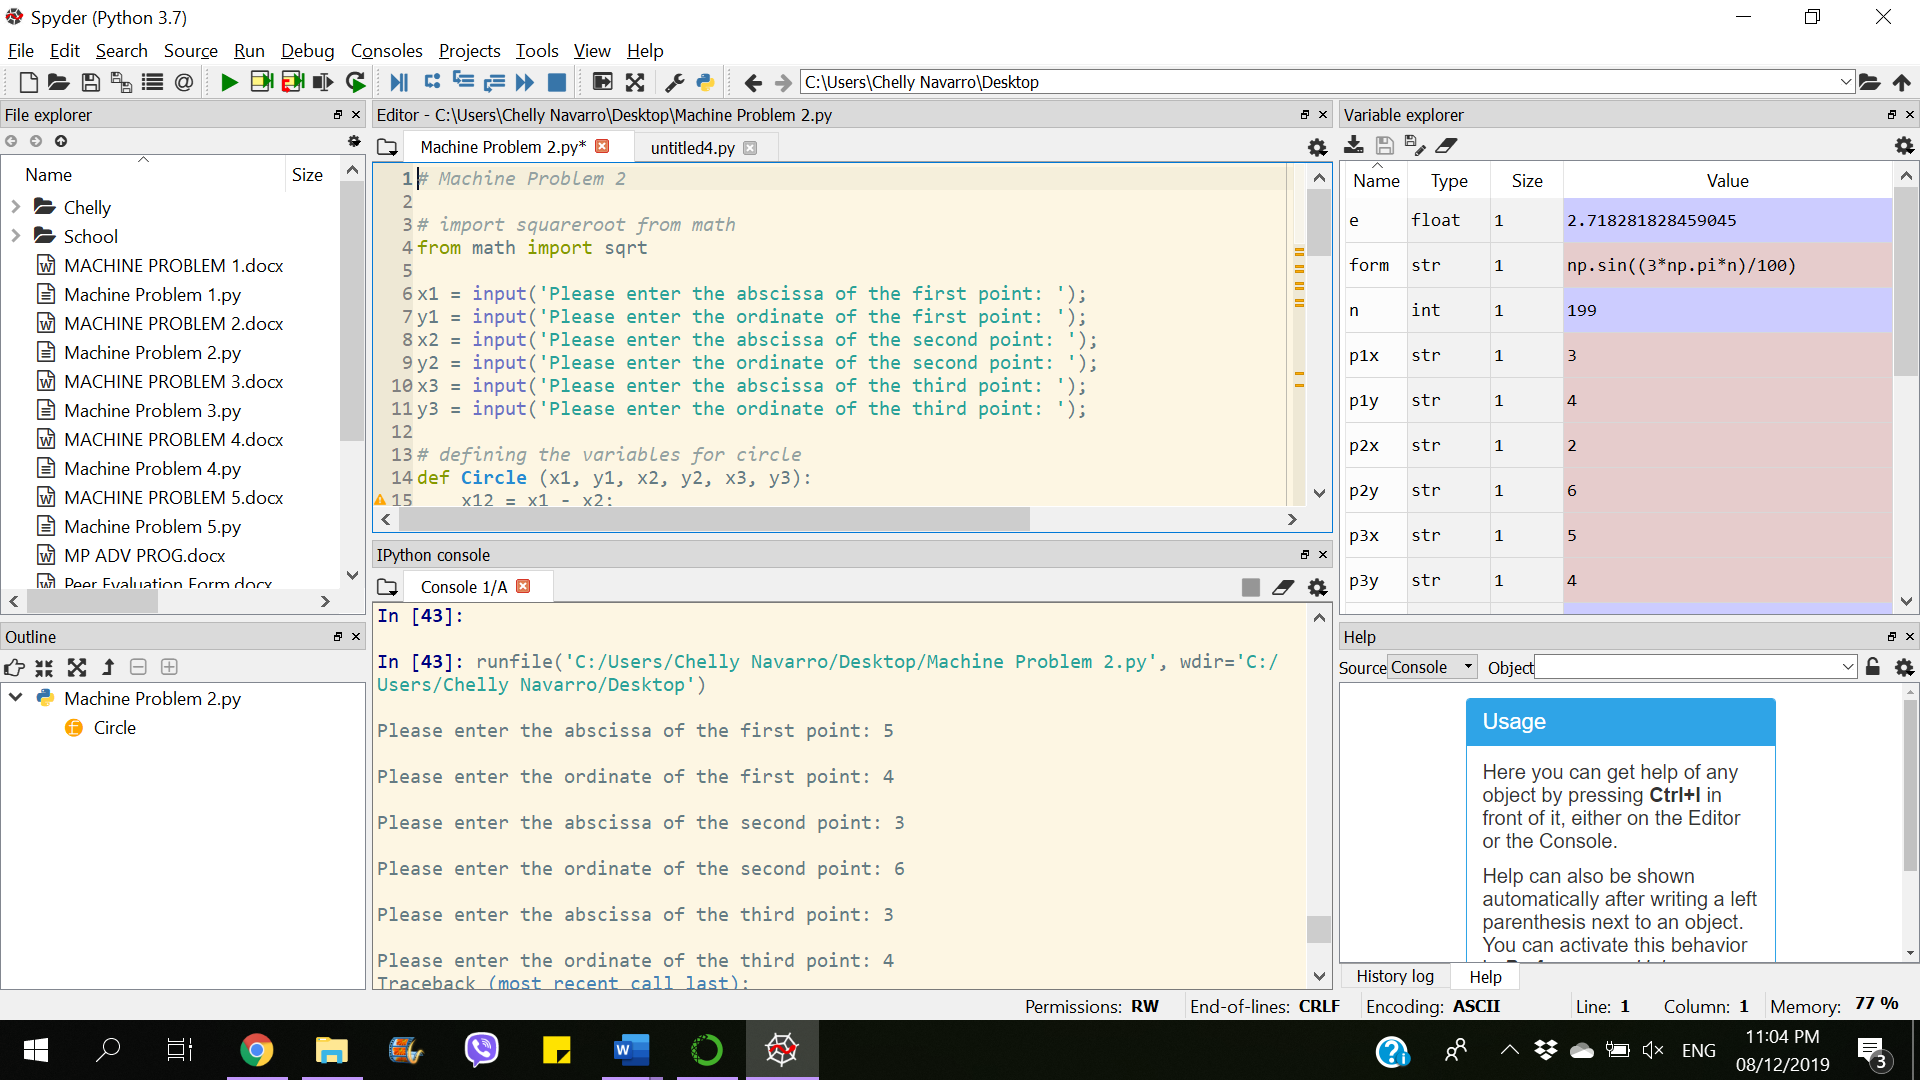 Spyder (Python 3.7)
File Edit Search Source Run Debug Consoles Projects Tools View Help
C:\Users\Chelly Navarro\Desktop
File explorer
Name Size
Chelly
School
MACHINE PROBLEM 1.docx
Machine Problem 1.py
MACHINE PROBLEM 2.docx
Machine Problem 2.py
MACHINE PROBLEM 3.docx
Machine Problem 3.py
MACHINE PROBLEM 4.docx
Machine Problem 4.py
MACHINE PROBLEM 5.docx
Machine Problem 5.py
MP ADV PROG.docx
Peer Evaluation Form.docx
Outline
Machine Problem 2.py
Circle
Editor - C:\Users\Chelly Navarro\Desktop\Machine Problem 2.py
Machine Problem 2.py* untitled4.py
1 # Machine Problem 2
2
3 # import squareroot from math
4 from math import sqrt
5
6 x1 = input('Please enter the abscissa of the first point: ');
7 y1 = input('Please enter the ordinate of the first point: ');
8 x2 = input('Please enter the abscissa of the second point: ');
9 y2 = input('Please enter the ordinate of the second point: ');
10 x3 = input('Please enter the abscissa of the third point: ');
11 y3 = input('Please enter the ordinate of the third point: ');
12
13 # defining the variables for circle
14 def Circle (x1, y1, x2, y2, x3, y3):
15 x12 = x1 - x2;
IPython console
Console 1/A
In [43]:
In [43]: runfile('C:/Users/Chelly Navarro/Desktop/Machine Problem 2.py', wdir='C:/
Users/Chelly Navarro/Desktop')
Please enter the abscissa of the first point: 5
Please enter the ordinate of the first point: 4
Please enter the abscissa of the second point: 3
Please enter the ordinate of the second point: 6
Please enter the abscissa of the third point: 3
Please enter the ordinate of the third point: 4
Traceback (most recent call last):
Variable explorer
Name Type Size Value
e float 1 2.718281828459045
form str 1 np.sin((3*np.pi*n)/100)
n int 1 199
p1x str 1 3
p1y str 1 4
p2x str 1 2
p2y str 1 6
p3x str 1 5
p3y str 1 4
Help
Source Console Object
Usage
Here you can get help of any
object by pressing Ctrl+I in
front of it, either on the Editor
or the Console.
Help can also be shown
automatically after writing a left
parenthesis next to an object.
You can activate this behavior
History log Help
Permissions: RW End-of-lines: CRLF Encoding: ASCII Line: 1 Column: 1 Memory: 77 %
ENG
11:04 PM
08/12/2019
3